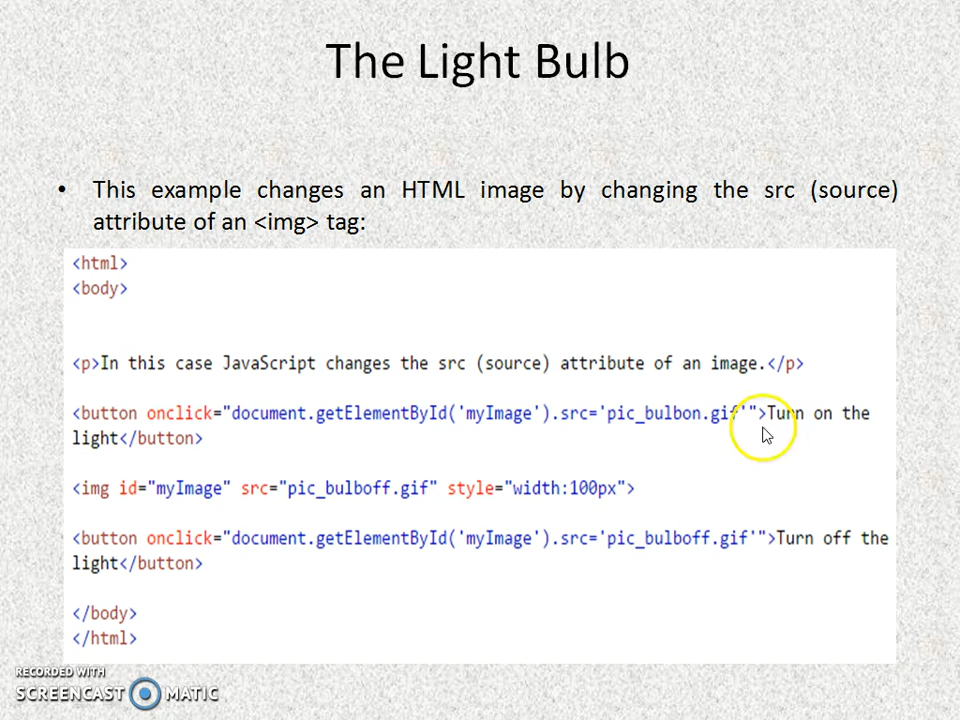 The Light Bulb
• This example changes an HTML image by changing the src (source)
attribute of an <img> tag:
<html>
<body>
<p>In this case JavaScript changes the src (source) attribute of an image.</p>
<button onclick="document.getElementById('myImage').src='pic_bulbon.gif'">Turn on the
light</button>
<img id="myImage" src="pic_bulboff.gif" style="width:100px">
<button onclick="document.getElementById('myImage').src='pic_bulboff.gif'">Turn off the
light</button>
</body>
</html>
RECORDED WITH
SCREENCAST MATIC